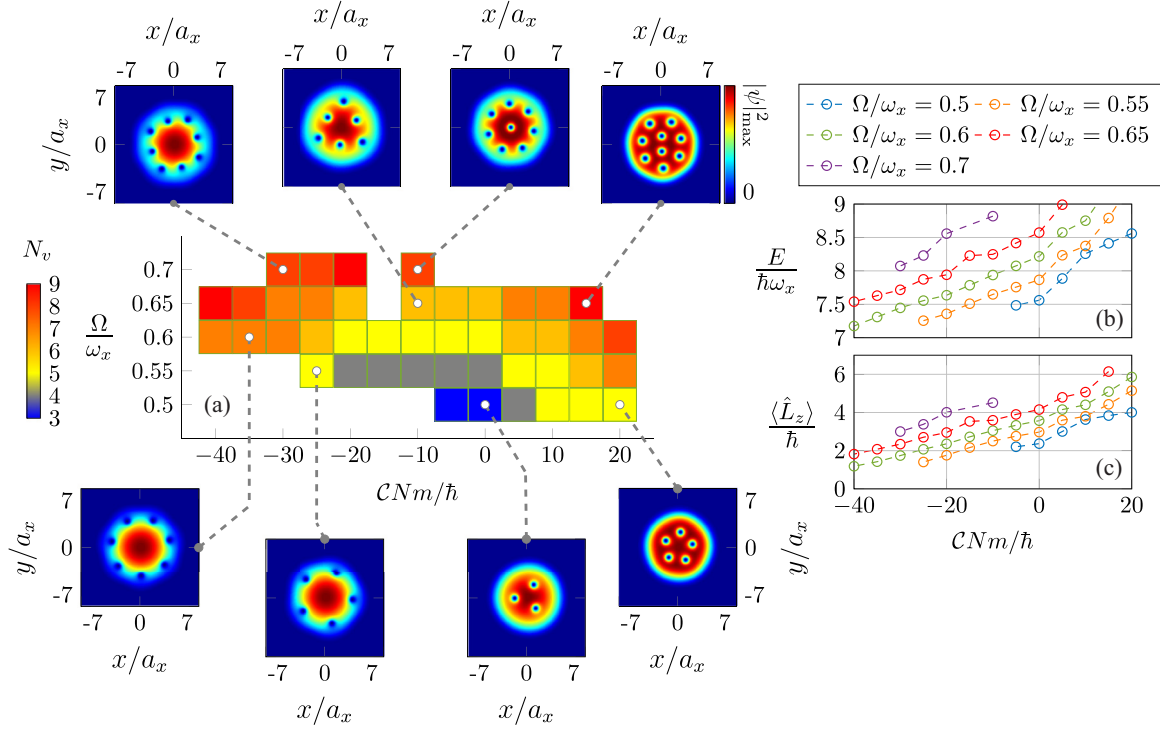 x/a_x
x/a_x
x/a_x
x/a_x
-7 0 7
-7 0 7
-7 0 7
-7 0 7
y/a_x
7
0
-7
|ψ|²_max
0
Ω/ω_x = 0.5
Ω/ω_x = 0.55
Ω/ω_x = 0.6
Ω/ω_x = 0.65
Ω/ω_x = 0.7
N_v
9
8
7
6
5
4
3
Ω/ω_x
0.7
0.65
0.6
0.55
0.5
(a)
−40 −30 −20 −10 0 10 20
𝒞Nm/ħ
E/ħω_x
9
8.5
8
7.5
7
(b)
⟨L̂_z⟩/ħ
6
4
2
0
(c)
−40 −20 0 20
𝒞Nm/ħ
y/a_x
7
0
-7
-7 0 7
x/a_x
-7 0 7
x/a_x
-7 0 7
x/a_x
7
0
-7
y/a_x
-7 0 7
x/a_x